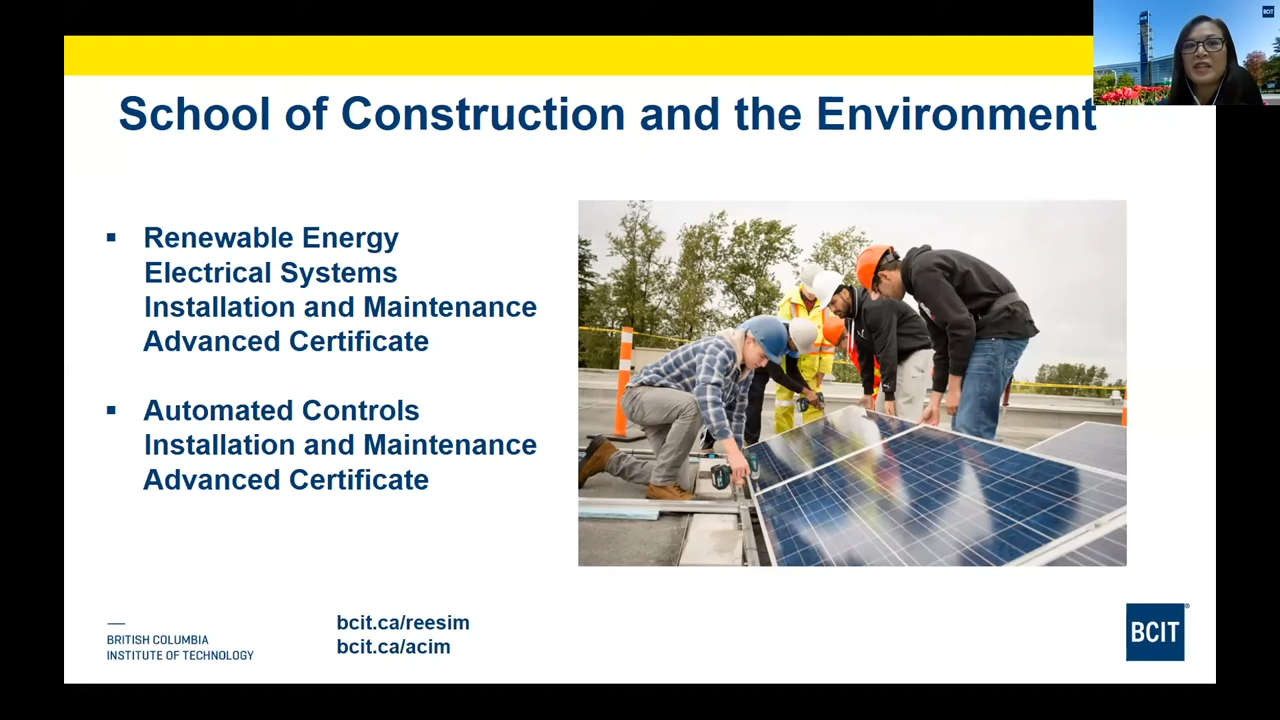 School of Construction and the Environment
▪ Renewable Energy
Electrical Systems
Installation and Maintenance
Advanced Certificate
▪ Automated Controls
Installation and Maintenance
Advanced Certificate
BRITISH COLUMBIA
INSTITUTE OF TECHNOLOGY
bcit.ca/reesim
bcit.ca/acim
BCIT®
BCIT